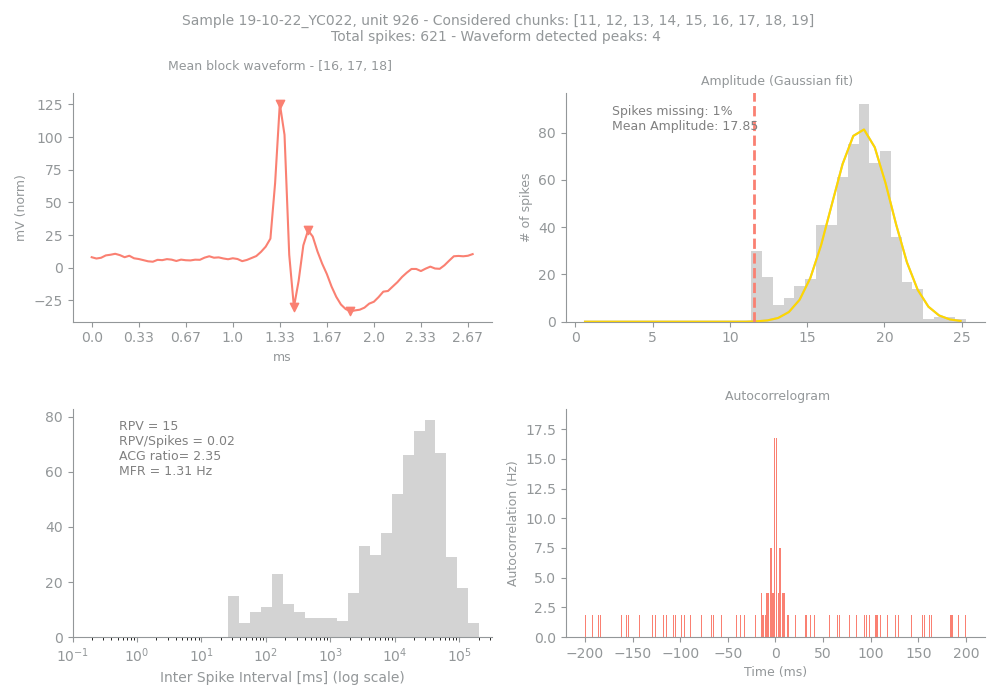 Sample 19-10-22_YC022, unit 926 - Considered chunks: [11, 12, 13, 14, 15, 16, 17, 18, 19]
Total spikes: 621 - Waveform detected peaks: 4
Mean block waveform - [16, 17, 18]
125
100
75
50
25
0
−25
mV (norm)
0.0 0.33 0.67 1.0 1.33 1.67 2.0 2.33 2.67
ms
Amplitude (Gaussian fit)
Spikes missing: 1%
Mean Amplitude: 17.85
80
60
40
20
0
# of spikes
0 5 10 15 20 25
80
60
40
20
0
RPV = 15
RPV/Spikes = 0.02
ACG ratio= 2.35
MFR = 1.31 Hz
10⁻¹ 10⁰ 10¹ 10² 10³ 10⁴ 10⁵
Inter Spike Interval [ms] (log scale)
Autocorrelogram
17.5
15.0
12.5
10.0
7.5
5.0
2.5
0.0
Autocorrelation (Hz)
−200 −150 −100 −50 0 50 100 150 200
Time (ms)